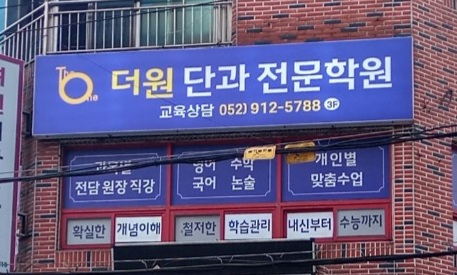 The One
더원 단과 전문학원
교육상담 052) 912-5788 3F
과목별
전담 원장 직강
영어 수학
국어 논술
개인별
맞춤수업
확실한 개념이해 철저한 학습관리 내신부터 수능까지